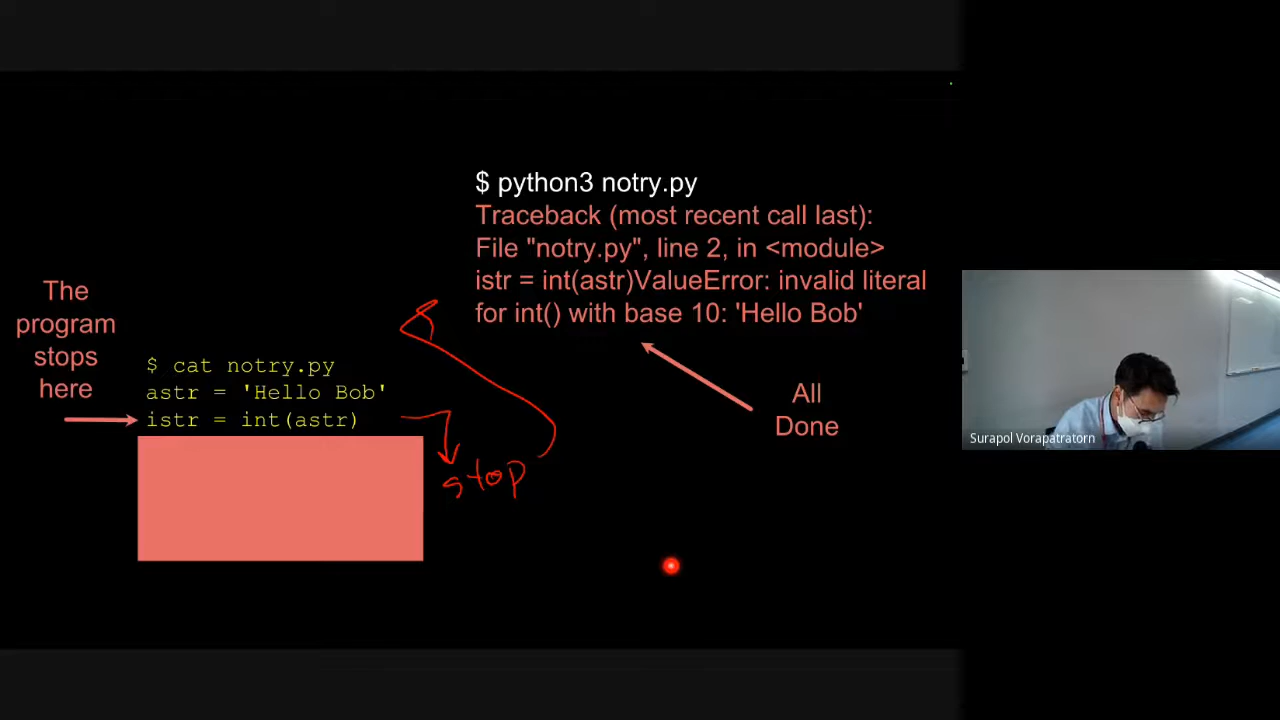 $ python3 notry.py
Traceback (most recent call last):
File "notry.py", line 2, in <module>
istr = int(astr)ValueError: invalid literal
for int() with base 10: 'Hello Bob'
The
program
stops
here
$ cat notry.py
astr = 'Hello Bob'
istr = int(astr)
stop
All
Done
Surapol Vorapatratorn